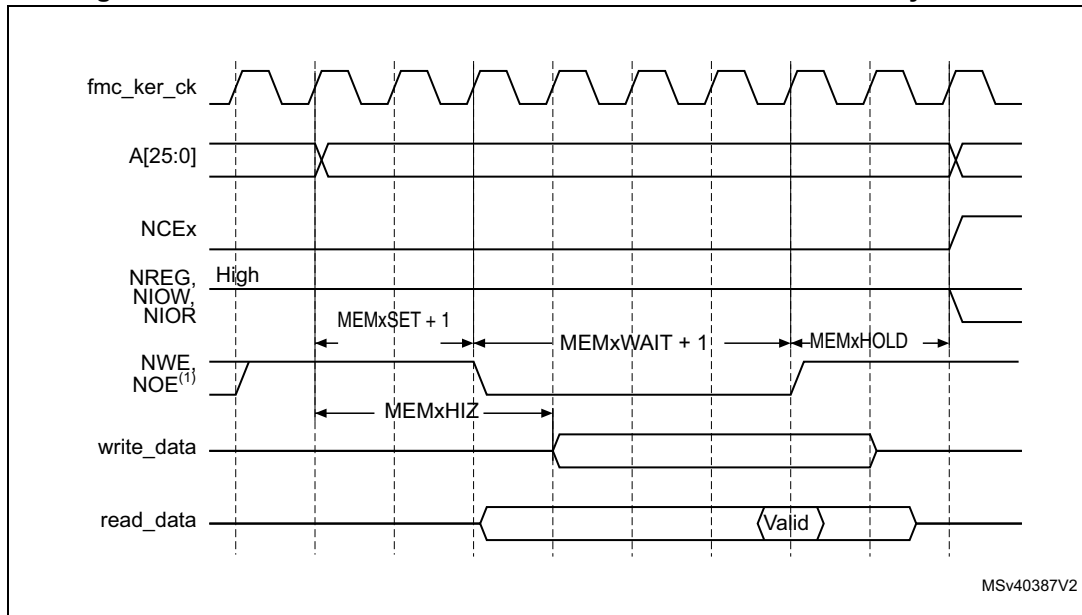 fmc_ker_ck
A[25:0]
NCEx
NREG, High
NIOW,
NIOR
MEMxSET + 1
MEMxWAIT + 1
MEMxHOLD
NWE,
NOE(1)
MEMxHIZ
write_data
read_data
Valid
MSv40387V2